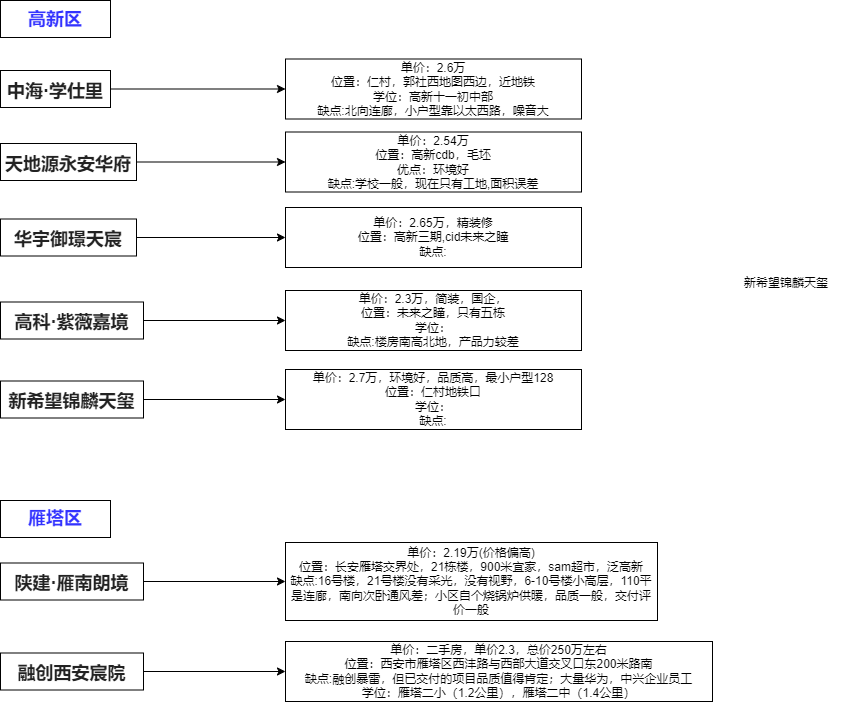 高新区
中海·学仕里
单价：2.6万
位置：仁村，郭社西地图西边，近地铁
学位：高新十一初中部
缺点:北向连廊，小户型靠以太西路，噪音大
天地源永安华府
单价：2.54万
位置：高新cdb，毛坯
优点：环境好
缺点:学校一般，现在只有工地,面积误差
华宇御璟天宸
单价：2.65万，精装修
位置：高新三期,cid未来之瞳
缺点:
新希望锦麟天玺
高科·紫薇嘉境
单价：2.3万，简装，国企，
位置：未来之瞳，只有五栋
学位：
缺点:楼房南高北地，产品力较差
新希望锦麟天玺
单价：2.7万，环境好，品质高，最小户型128
位置：仁村地铁口
学位：
缺点:
雁塔区
陕建·雁南朗境
单价：2.19万(价格偏高)
位置：长安雁塔交界处，21栋楼，900米宜家，sam超市，泛高新
缺点:16号楼，21号楼没有采光，没有视野，6-10号楼小高层，110平
是连廊，南向次卧通风差；小区自个烧锅炉供暖，品质一般，交付评
价一般
融创西安宸院
单价：二手房，单价2.3，总价250万左右
位置：西安市雁塔区西沣路与西部大道交叉口东200米路南
缺点:融创暴雷，但已交付的项目品质值得肯定；大量华为，中兴企业员工
学位：雁塔二小（1.2公里），雁塔二中（1.4公里）